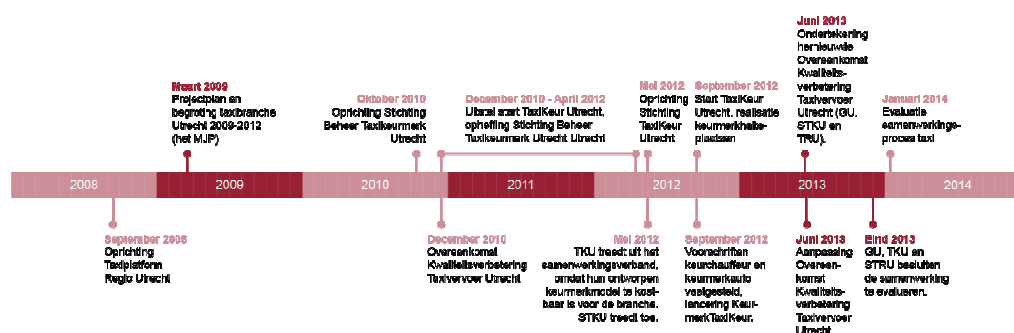 Maart 2009
Projectplan en
begroting taxibranche
Utrecht 2009-2012
(het MJP)
Oktober 2010
Oprichting Stichting
Beheer Taxikeurmerk
Utrecht
December 2010 - April 2012
Uitstel start TaxiKeur Utrecht,
opheffing Stichting Beheer
Taxikeurmerk Utrecht Utrecht
Mei 2012
Oprichting
Stichting
TaxiKeur
Utrecht
September 2012
Start TaxiKeur
Utrecht. realisatie
keurmerkhalte-
plaatsen
Juni 2013
Ondertekening
hernieuwde
Overeenkomst
Kwaliteits-
verbetering
Taxivervoer
Utrecht (GU.
STKU en
TRU).
Januari 2014
Evaluatie
samenwerkings-
proces taxi
2008
2009
2010
2011
2012
2013
2014
September 2008
Oprichting
Taxiplatform
Regio Utrecht
December 2010
Overeenkomst
Kwaliteitsverbetering
Taxivervoer Utrecht
Mei 2012
TKU treedt uit het
samenwerkingsverband,
omdat hun ontworpen
keurmerkmodel te kost-
baar is voor de branche.
STKU treedt toe.
September 2012
Voorschriften
keurchauffeur en
keurmerkauto
vastgesteld,
lancering Keur-
merkTaxiKeur.
Juni 2013
Aanpassing
Overeen-
komst
Kwaliteits-
verbetering
Taxivervoer
Utrecht
Eind 2013
GU, TKU en
STRU besluiten
de samenwerking
te evalueren.